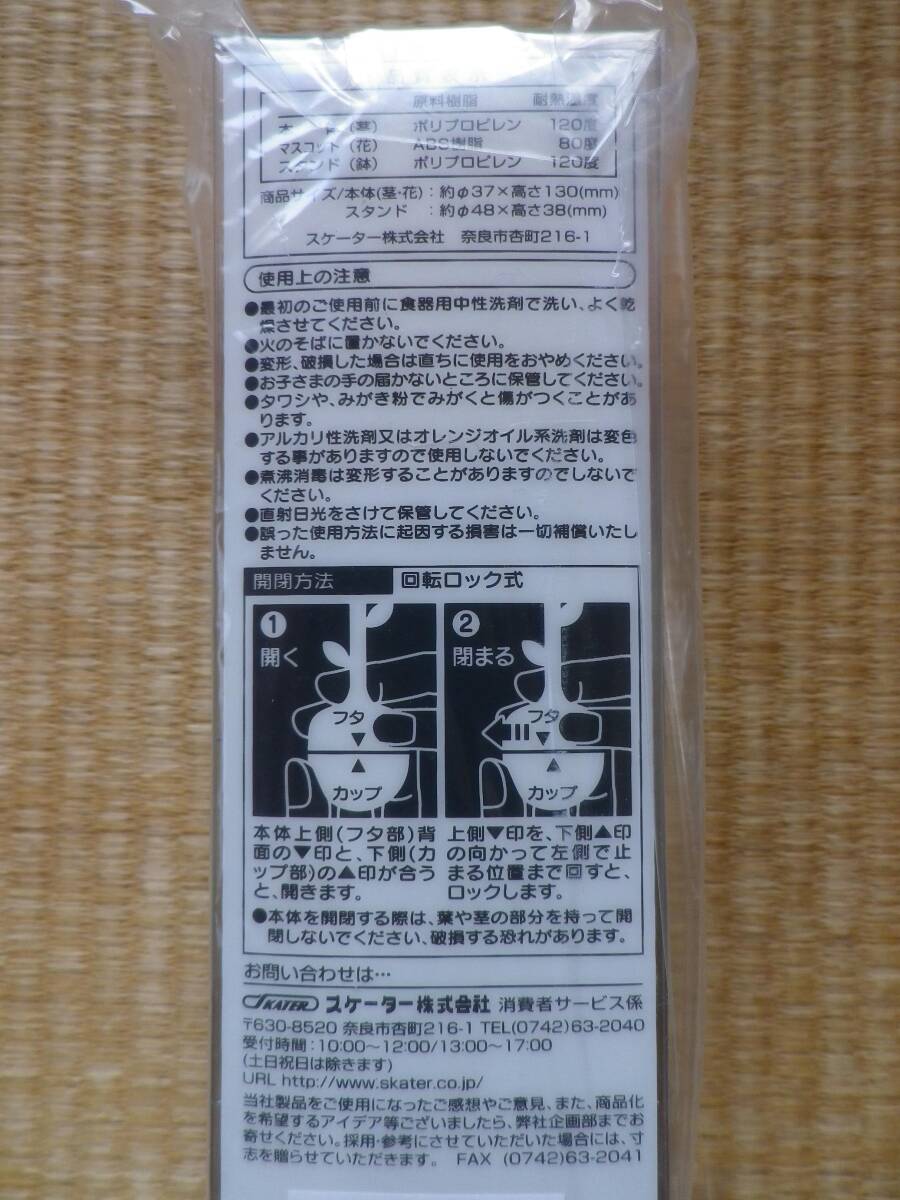 原料樹脂 耐熱温度
本 体(茎) ポリプロピレン 120度
マスコット(花) ABS樹脂 80度
スタンド(鉢) ポリプロピレン 120度
商品サイズ/本体(茎・花):約φ37×高さ130(mm)
スタンド :約φ48×高さ38(mm)
スケーター株式会社 奈良市杏町216-1
使用上の注意
●最初のご使用前に食器用中性洗剤で洗い、よく乾
燥させてください。
●火のそばに置かないでください。
●変形、破損した場合は直ちに使用をおやめください。
●お子さまの手の届かないところに保管してください。
●タワシや、みがき粉でみがくと傷がつくことがあ
ります。
●アルカリ性洗剤又はオレンジオイル系洗剤は変色
する事がありますので使用しないでください。
●煮沸消毒は変形することがありますのでしないで
ください。
●直射日光をさけて保管してください。
●誤った使用方法に起因する損害は一切補償いたし
ません。
開閉方法 回転ロック式
① 開く
フタ
▼
▲
カップ
② 閉まる
フタ
▼
▲
カップ
本体上側(フタ部)背
面の▼印と、下側(カ
ップ部)の▲印が合う
と、開きます。
上側▼印を、下側▲印
の向かって左側で止
まる位置まで回すと、
ロックします。
●本体を開閉する際は、葉や茎の部分を持って開
閉しないでください、破損する恐れがあります。
お問い合わせは…
SKATER スケーター株式会社 消費者サービス係
〒630-8520 奈良市杏町216-1 TEL(0742)63-2040
受付時間:10:00〜12:00/13:00〜17:00
(土日祝日は除きます)
URL http://www.skater.co.jp/
当社製品をご使用になったご感想やご意見、また、商品化
を希望するアイデア等ございましたら、弊社企画部までお
寄せください。採用・参考にさせていただいた場合には、寸
志を贈らせていただきます。 FAX (0742)63-2041